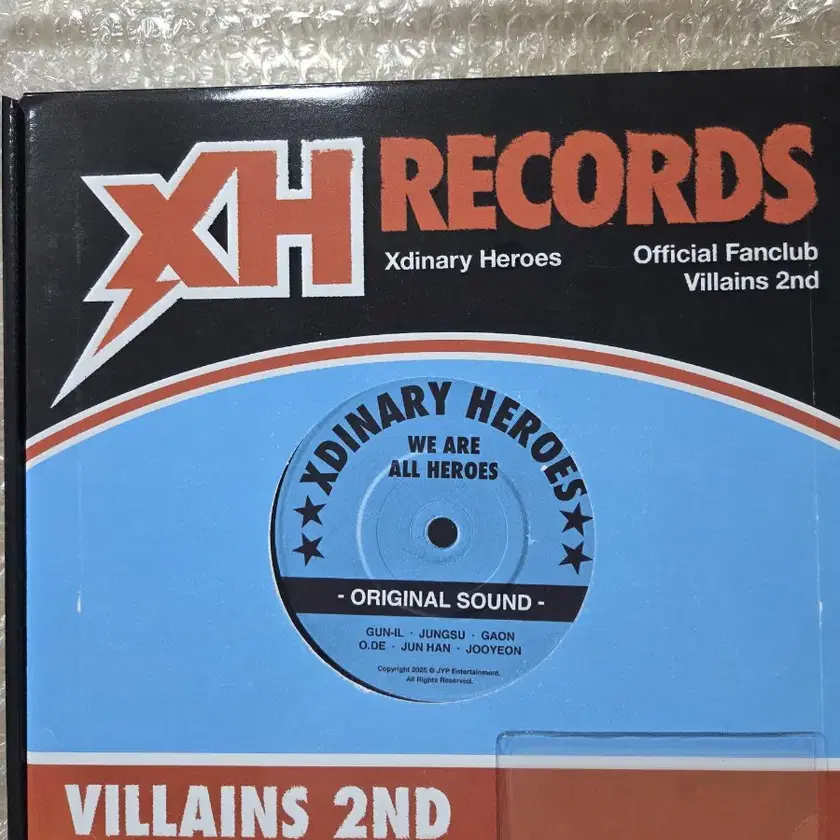 XH RECORDS
Xdinary Heroes
Official Fanclub
Villains 2nd
XDINARY HEROES
WE ARE
ALL HEROES
- ORIGINAL SOUND -
GUN-IL · JUNGSU · GAON
O.DE · JUN HAN · JOOYEON
Copyright 2025 © JYP Entertainment.
All Rights Reserved.
VILLAINS 2ND